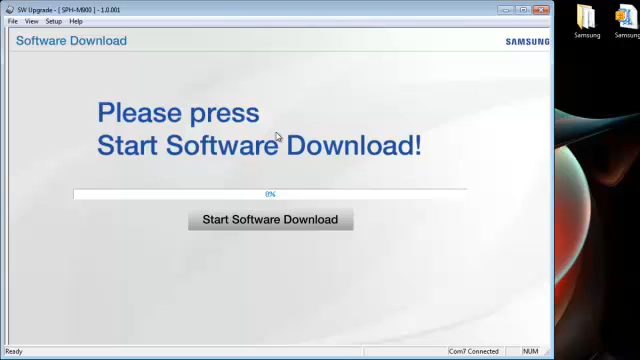 SW Upgrade - [ SPH-M900 ] - 1.0.001
File View Setup Help
Software Download
SAMSUNG
Please press
Start Software Download!
0%
Start Software Download
Ready
Com7 Connected
NUM
Samsung
Samsung